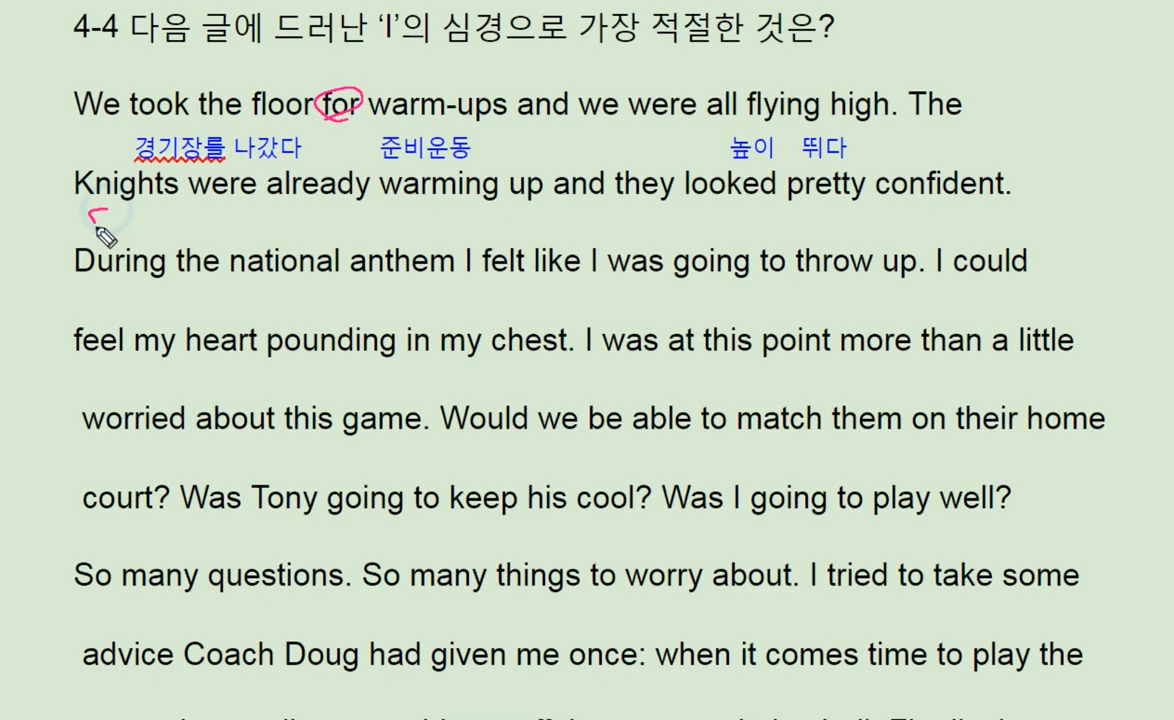 4-4 다음 글에 드러난 ‘I’의 심경으로 가장 적절한 것은?
We took the floor for warm-ups and we were all flying high. The
경기장를 나갔다 준비운동 높이 뛰다
Knights were already warming up and they looked pretty confident.
During the national anthem I felt like I was going to throw up. I could
feel my heart pounding in my chest. I was at this point more than a little
worried about this game. Would we be able to match them on their home
court? Was Tony going to keep his cool? Was I going to play well?
So many questions. So many things to worry about. I tried to take some
advice Coach Doug had given me once: when it comes time to play the